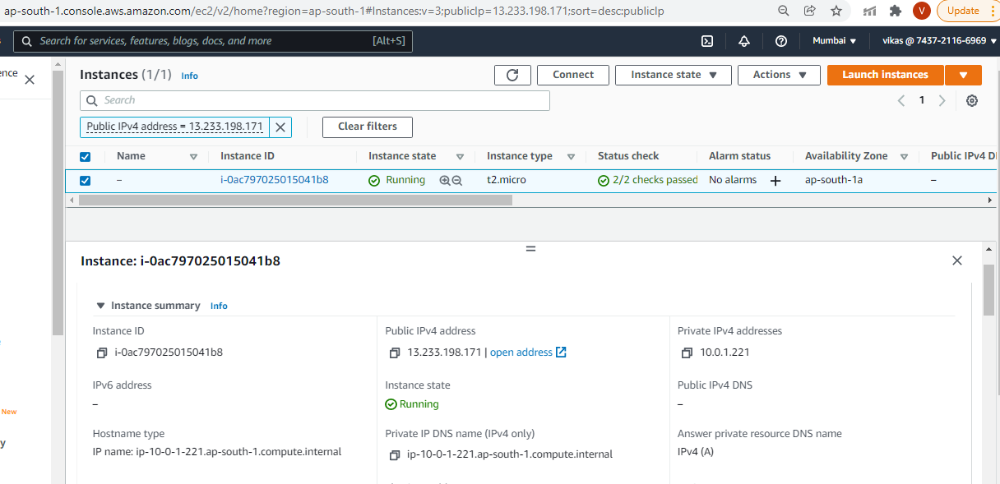 ap-south-1.console.aws.amazon.com/ec2/v2/home?region=ap-south-1#Instances:v=3;publicIp=13.233.198.171;sort=desc:publicIp
V
Update
Search for services, features, blogs, docs, and more [Alt+S]
Mumbai ▼ vikas @ 7437-2116-6969 ▼
ence
Instances (1/1) Info
Connect Instance state ▼ Actions ▼ Launch instances ▼
Search
1
Public IPv4 address = 13.233.198.171
Clear filters
Name Instance ID Instance state Instance type Status check Alarm status Availability Zone Public IPv4 D
– i-0ac797025015041b8 Running t2.micro 2/2 checks passed No alarms + ap-south-1a –
Instance: i-0ac797025015041b8
▼ Instance summary Info
Instance ID Public IPv4 address Private IPv4 addresses
i-0ac797025015041b8 13.233.198.171 | open address 10.0.1.221
IPv6 address Instance state Public IPv4 DNS
– Running –
New
Hostname type Private IP DNS name (IPv4 only) Answer private resource DNS name
y
IP name: ip-10-0-1-221.ap-south-1.compute.internal ip-10-0-1-221.ap-south-1.compute.internal IPv4 (A)